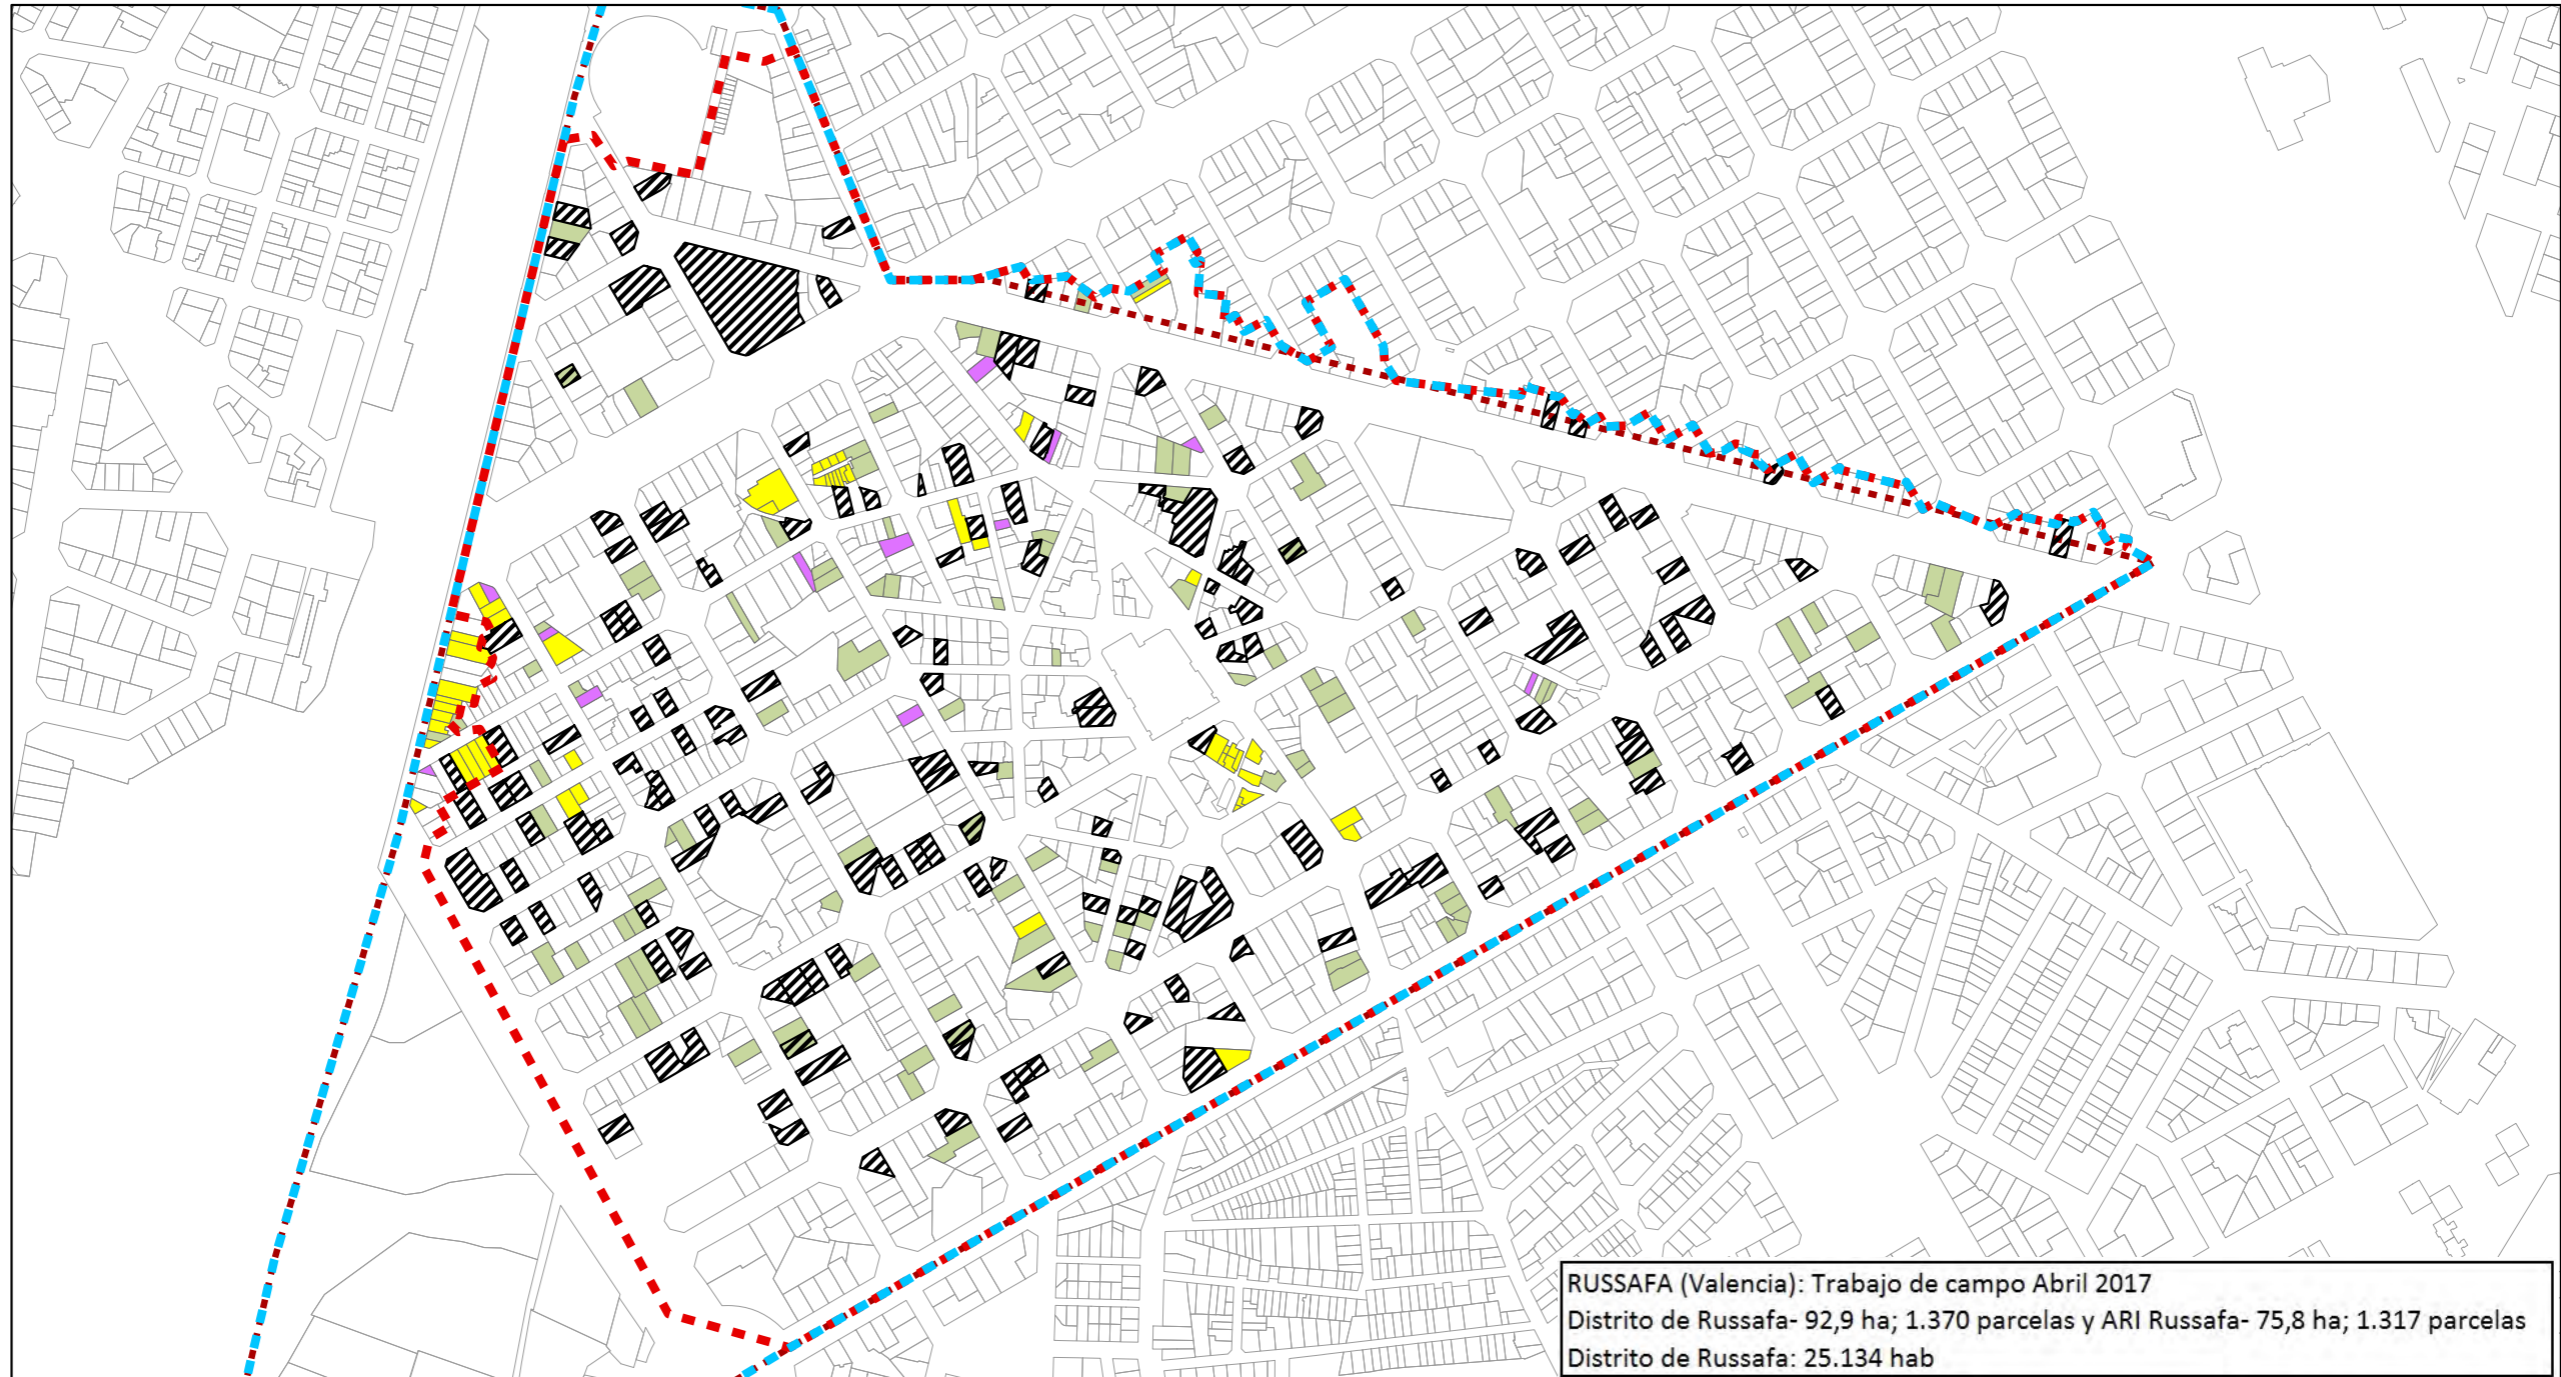 RUSSAFA (Valencia): Trabajo de campo Abril 2017
Distrito de Russafa- 92,9 ha; 1.370 parcelas y ARI Russafa- 75,8 ha; 1.317 parcelas
Distrito de Russafa: 25.134 hab